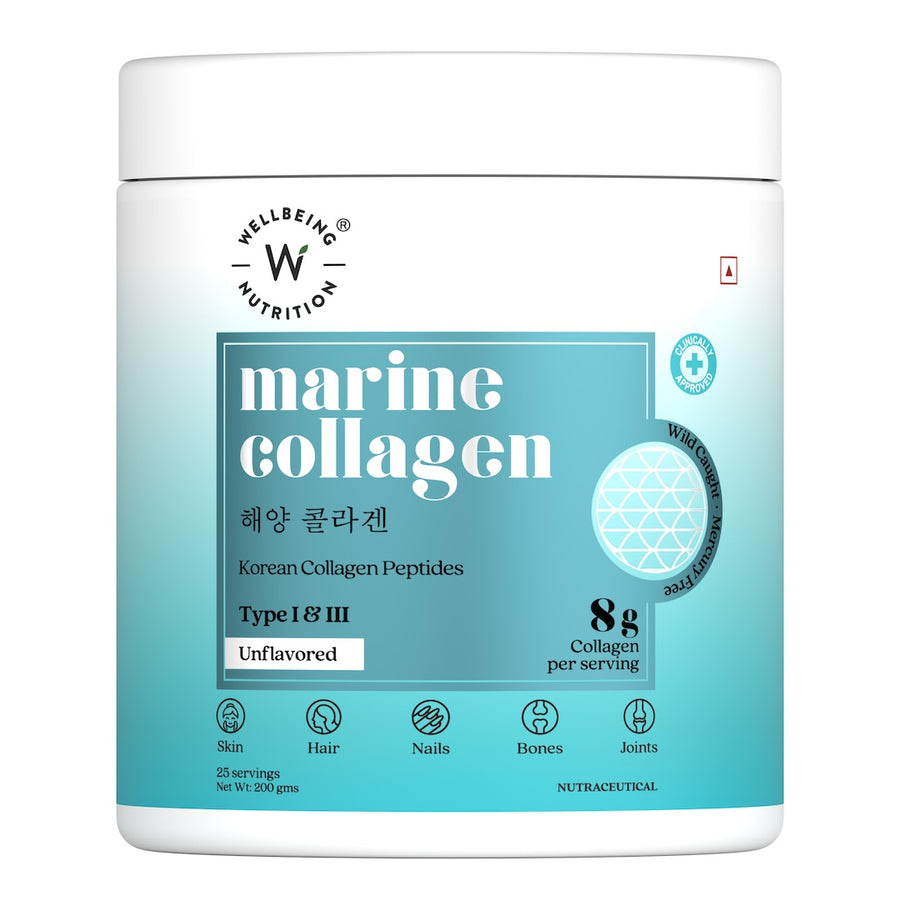 WELLBEING
W
NUTRITION
®
CLINICALLY
APPROVED
marine
collagen
해양 콜라겐
Korean Collagen Peptides
Type I & III
Unflavored
Wild Caught · Mercury Free
8g
Collagen
per serving
Skin
Hair
Nails
Bones
Joints
25 servings
Net Wt: 200 gms
NUTRACEUTICAL